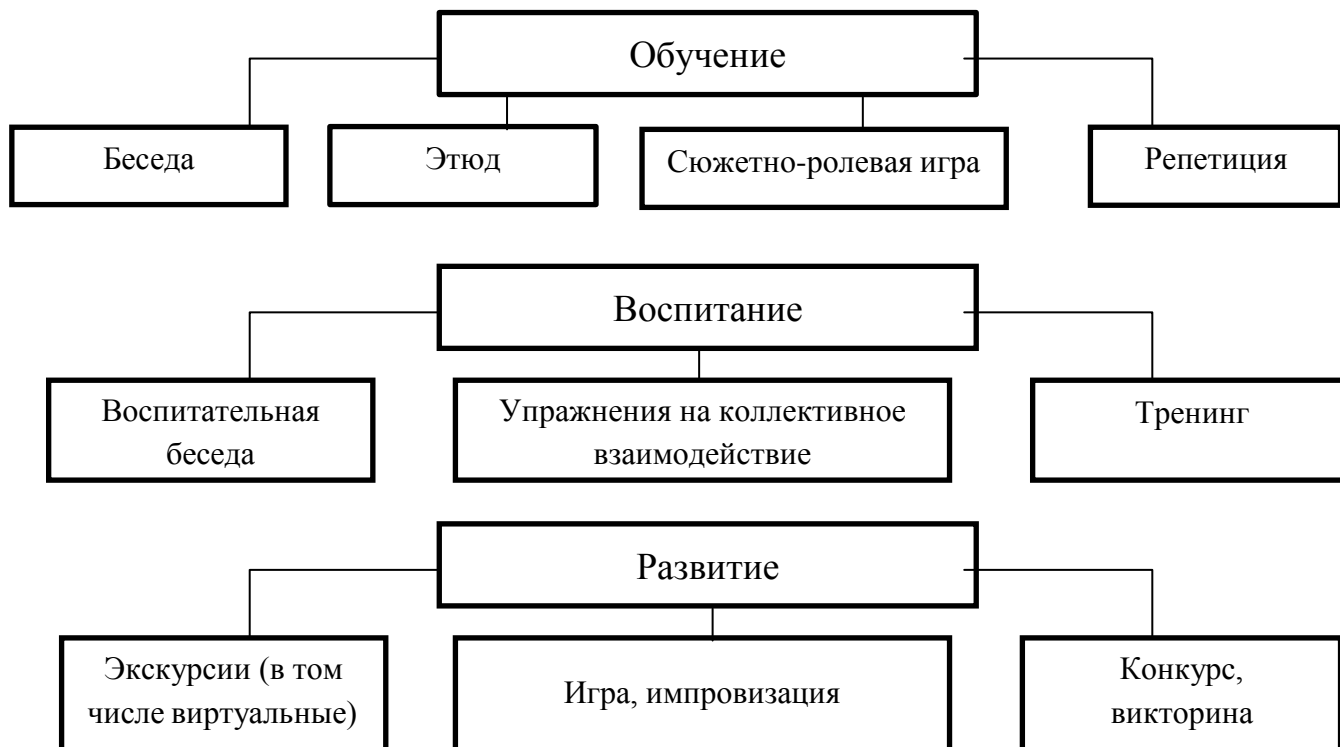 Обучение
Беседа
Этюд
Сюжетно-ролевая игра
Репетиция
Воспитание
Воспитательная
беседа
Упражнения на коллективное
взаимодействие
Тренинг
Развитие
Экскурсии (в том
числе виртуальные)
Игра, импровизация
Конкурс,
викторина